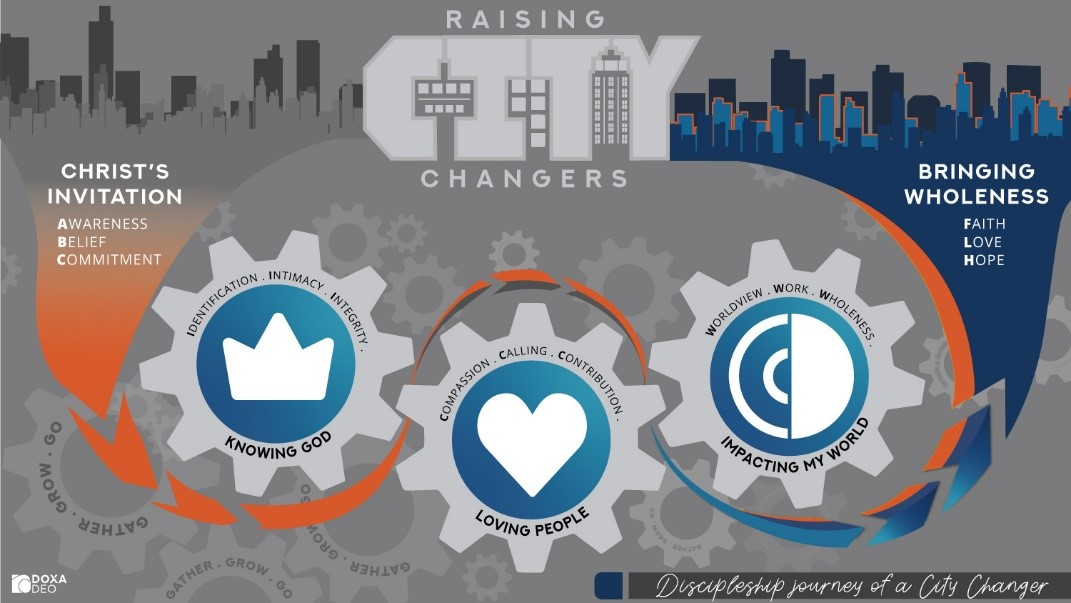 RAISING
CITY
CHANGERS
CHRIST'S
INVITATION
AWARENESS
BELIEF
COMMITMENT
BRINGING
WHOLENESS
FAITH
LOVE
HOPE
IDENTIFICATION . INTIMACY . INTEGRITY .
KNOWING GOD
COMPASSION . CALLING . CONTRIBUTION .
LOVING PEOPLE
WORLDVIEW . WORK . WHOLENESS .
IMPACTING MY WORLD
GATHER . GROW . GO
GATHER . GROW . GO
GATHER . GROW . GO
GATHER . GROW . GO
DOXA
DEO
Discipleship journey of a City Changer